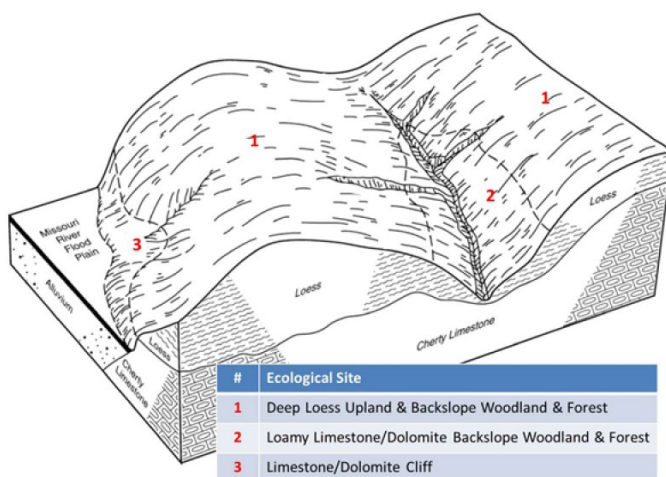 1
1
2
3
Missouri
River
Flood
Plain
Alluvium
Loess
Cherty
Limestone
Loess
Loess
Cherty Limestone
# Ecological Site
1 Deep Loess Upland & Backslope Woodland & Forest
2 Loamy Limestone/Dolomite Backslope Woodland & Forest
3 Limestone/Dolomite Cliff